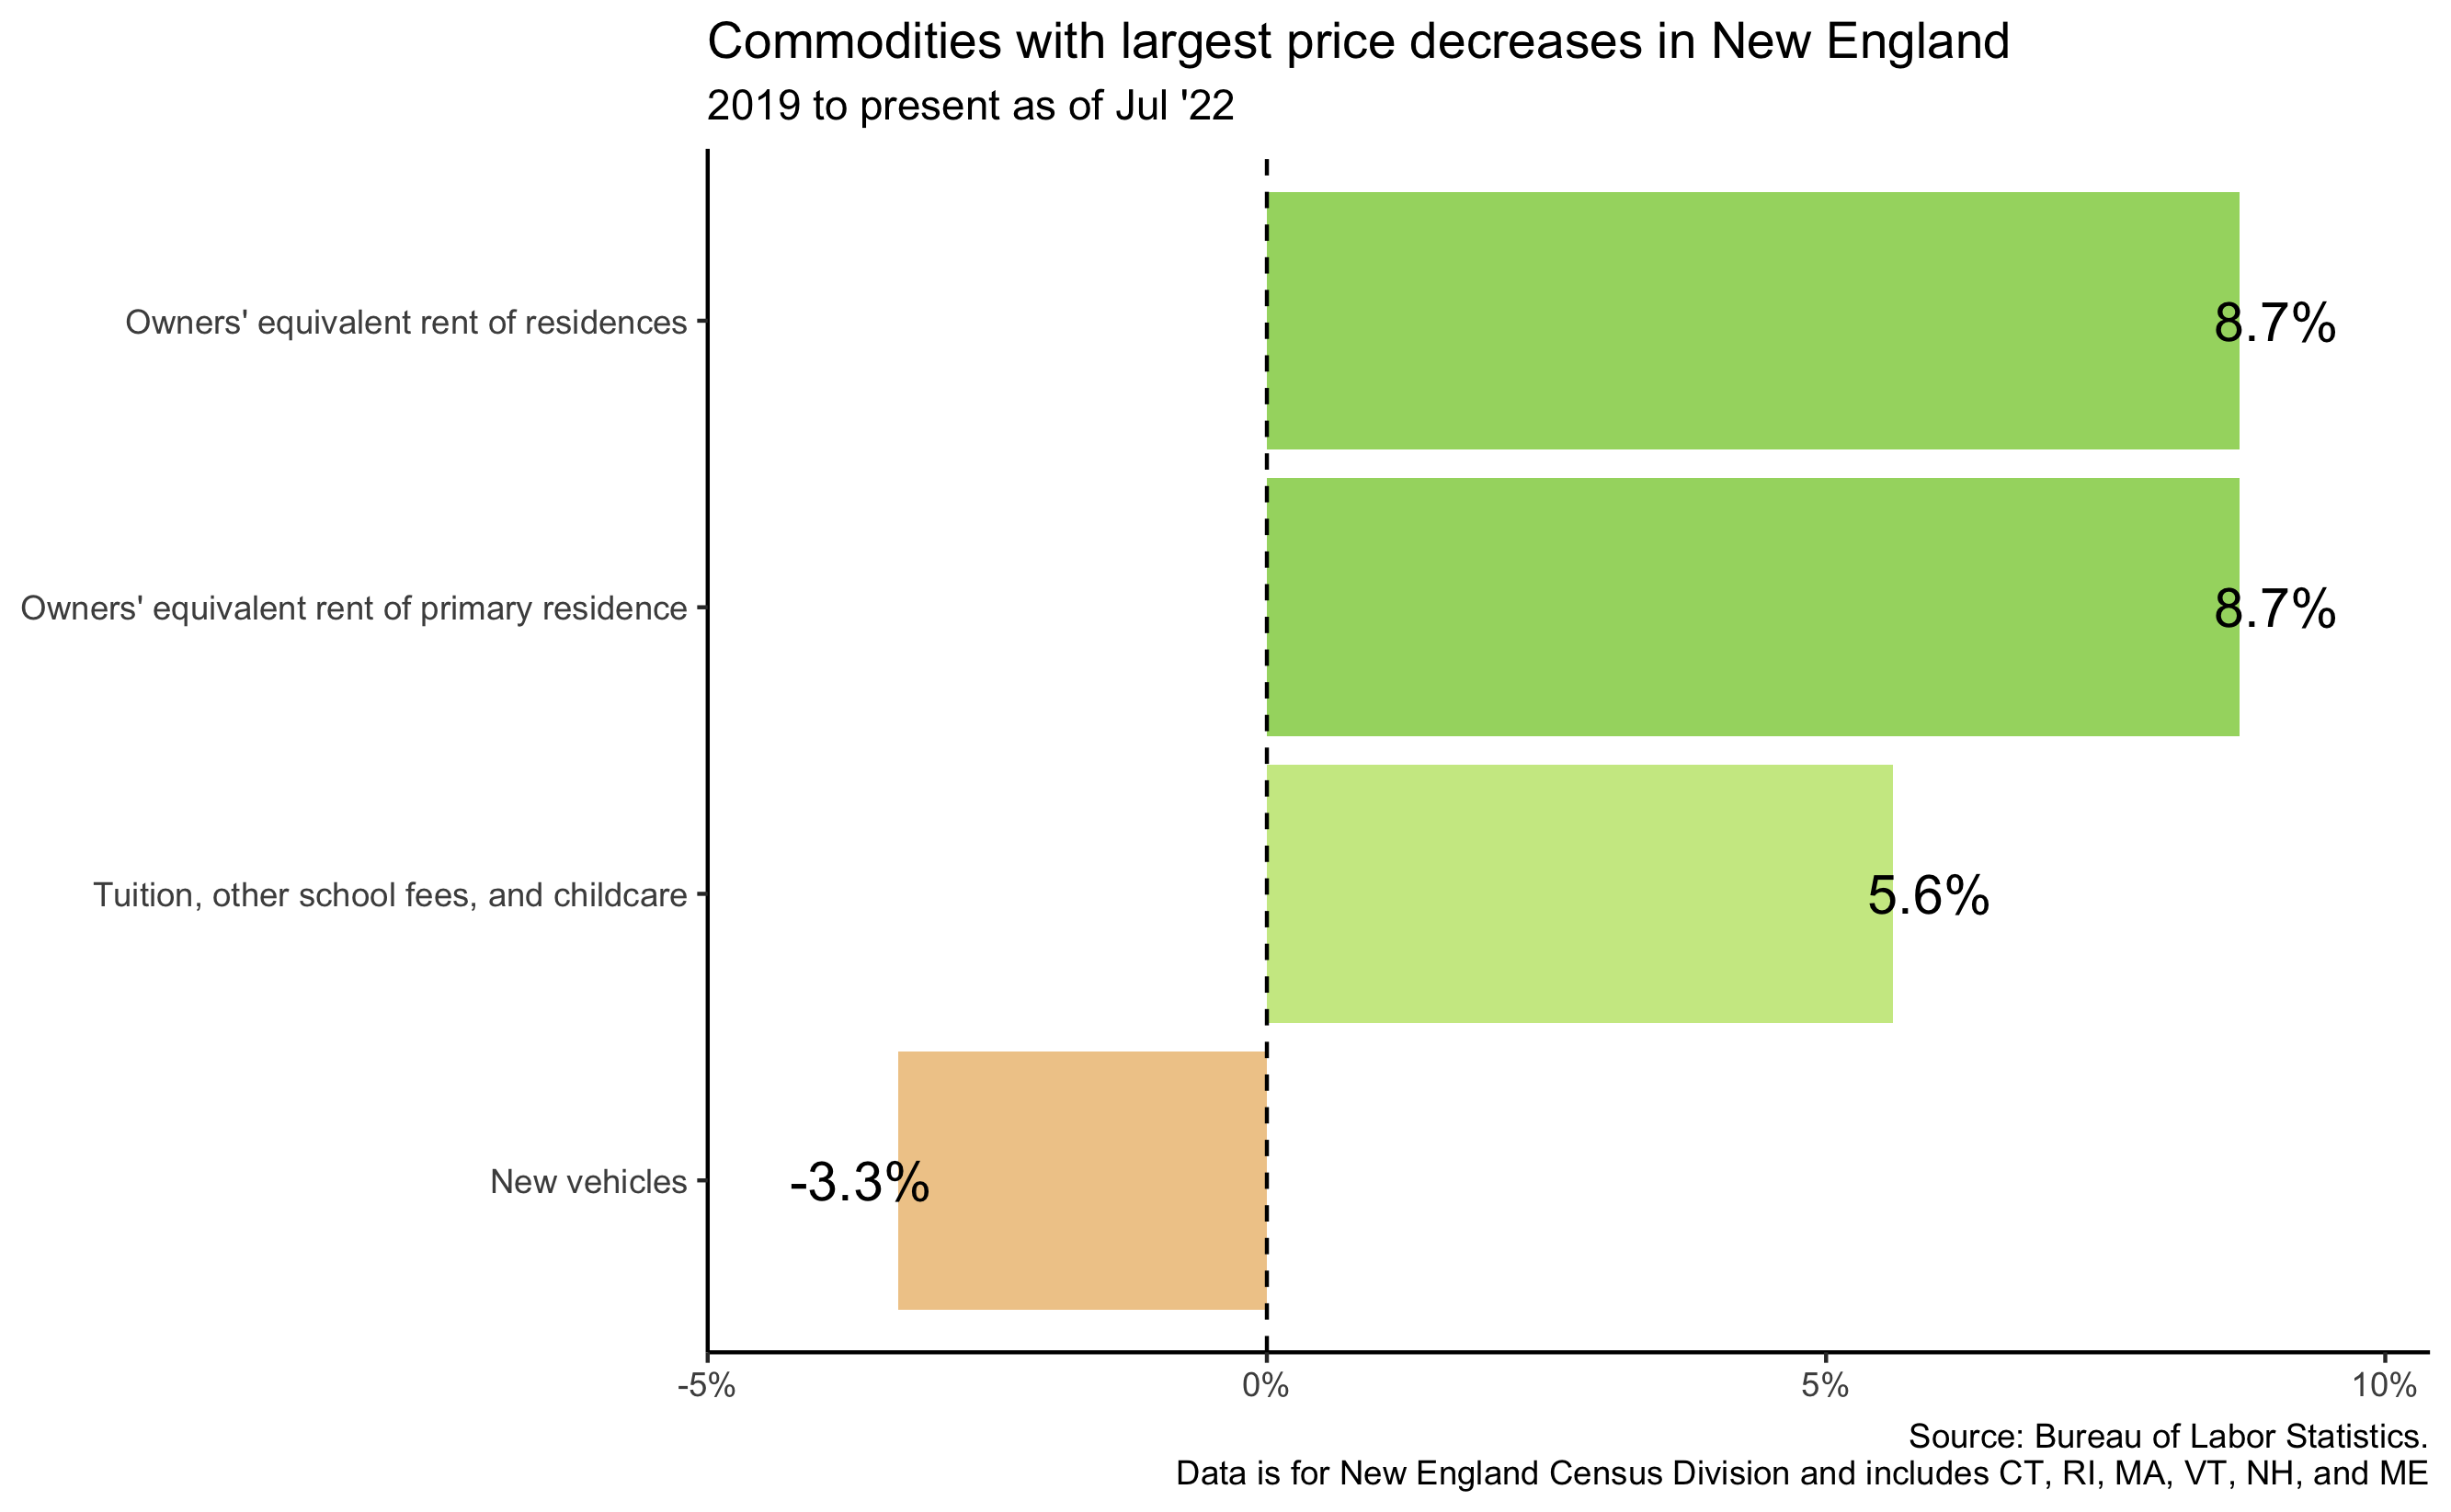 Commodities with largest price decreases in New England
2019 to present as of Jul '22
Owners' equivalent rent of residences
8.7%
Owners' equivalent rent of primary residence
8.7%
Tuition, other school fees, and childcare
5.6%
New vehicles
-3.3%
-5%
0%
5%
10%
Source: Bureau of Labor Statistics.
Data is for New England Census Division and includes CT, RI, MA, VT, NH, and ME